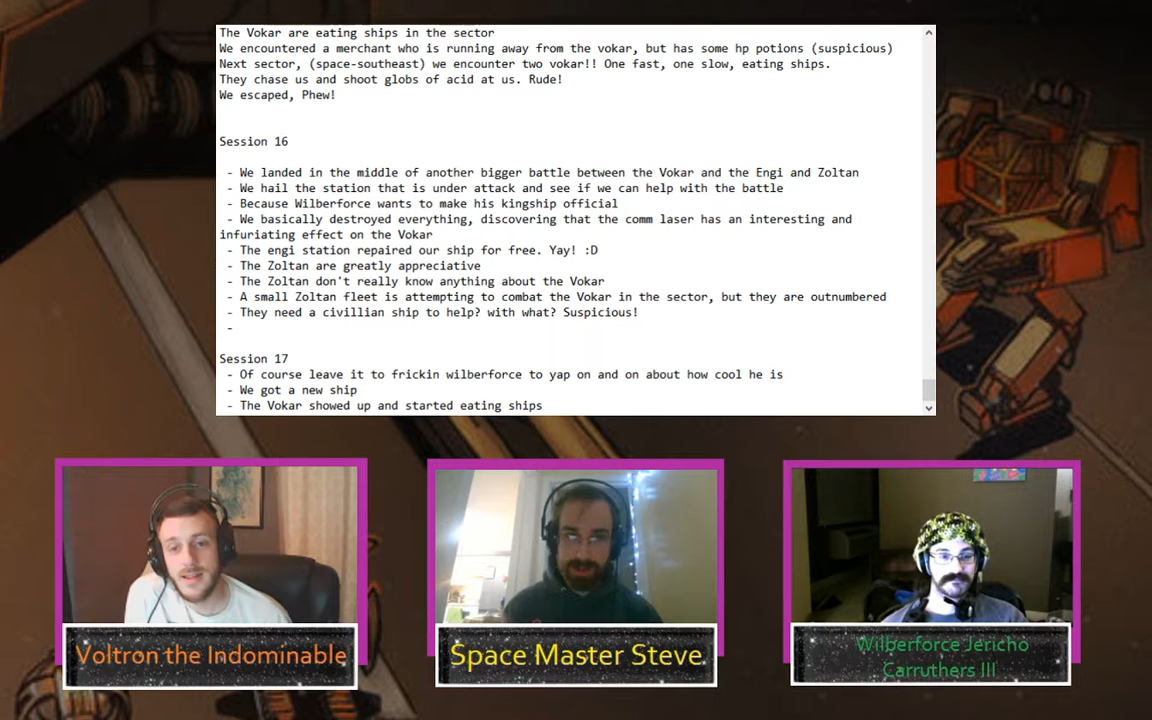 The Vokar are eating ships in the sector
We encountered a merchant who is running away from the vokar, but has some hp potions (suspicious)
Next sector, (space-southeast) we encounter two vokar!! One fast, one slow, eating ships.
They chase us and shoot globs of acid at us. Rude!
We escaped, Phew!
Session 16
- We landed in the middle of another bigger battle between the Vokar and the Engi and Zoltan
- We hail the station that is under attack and see if we can help with the battle
- Because Wilberforce wants to make his kingship official
- We basically destroyed everything, discovering that the comm laser has an interesting and
infuriating effect on the Vokar
- The engi station repaired our ship for free. Yay! :D
- The Zoltan are greatly appreciative
- The Zoltan don't really know anything about the Vokar
- A small Zoltan fleet is attempting to combat the Vokar in the sector, but they are outnumbered
- They need a civillian ship to help? with what? Suspicious!
-
Session 17
- Of course leave it to frickin wilberforce to yap on and on about how cool he is
- We got a new ship
- The Vokar showed up and started eating ships
Voltron the Indominable
Space Master Steve
Wilberforce Jericho
Carruthers III